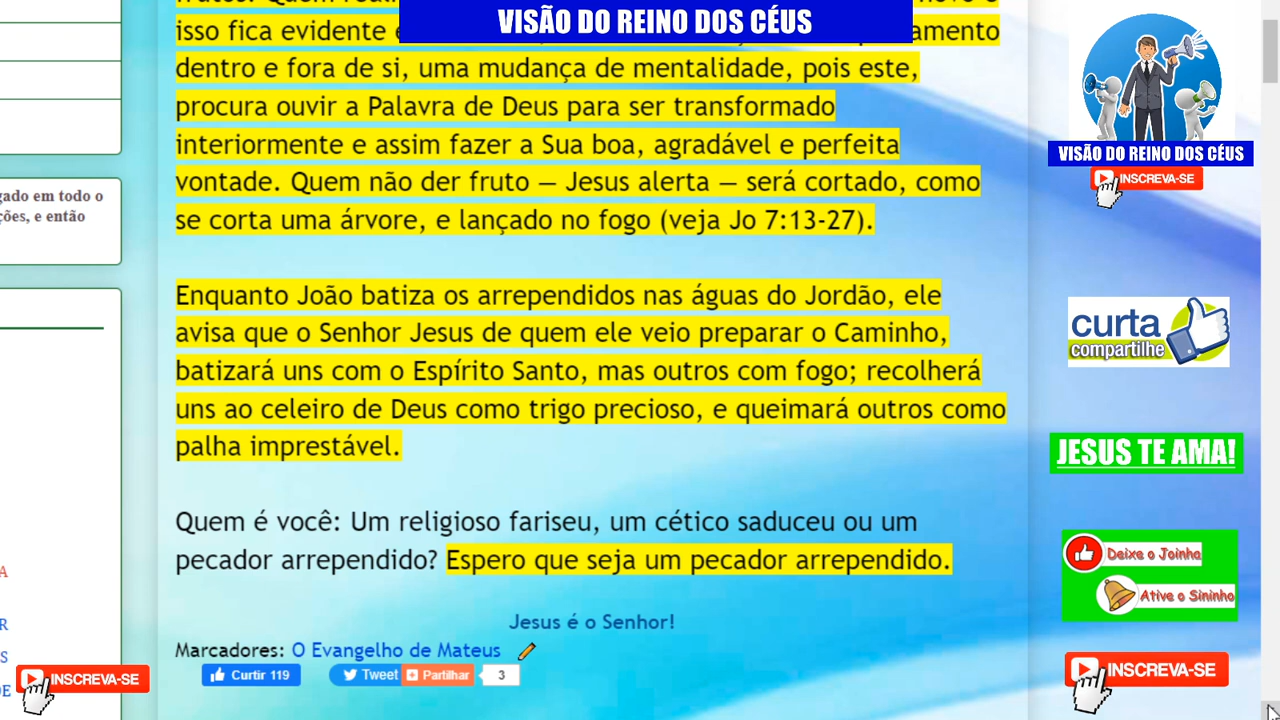 VISÃO DO REINO DOS CÉUS
isso fica evidente
amento
dentro e fora de si, uma mudança de mentalidade, pois este,
procura ouvir a Palavra de Deus para ser transformado
interiormente e assim fazer a Sua boa, agradável e perfeita
vontade. Quem não der fruto — Jesus alerta — será cortado, como
se corta uma árvore, e lançado no fogo (veja Jo 7:13-27).
Enquanto João batiza os arrependidos nas águas do Jordão, ele
avisa que o Senhor Jesus de quem ele veio preparar o Caminho,
batizará uns com o Espírito Santo, mas outros com fogo; recolherá
uns ao celeiro de Deus como trigo precioso, e queimará outros como
palha imprestável.
Quem é você: Um religioso fariseu, um cético saduceu ou um
pecador arrependido? Espero que seja um pecador arrependido.
Jesus é o Senhor!
Marcadores: O Evangelho de Mateus
Curtir 119
Tweet
Partilhar
3
gado em todo o
ções, e então
A
R
S
DE
INSCREVA-SE
VISÃO DO REINO DOS CÉUS
INSCREVA-SE
curta
compartilhe
JESUS TE AMA!
Deixe o Joinha
Ative o Sininho
INSCREVA-SE